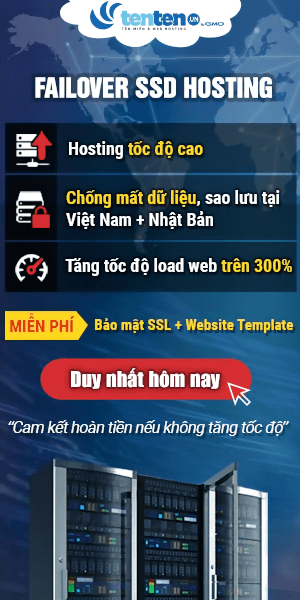 tenten.vn
by GMO
TÊN MIỀN & WEB HOSTING
FAILOVER SSD HOSTING
Hosting tốc độ cao
Chống mất dữ liệu, sao lưu tại
Việt Nam + Nhật Bản
Tăng tốc độ load web trên 300%
MIỄN PHÍ Bảo mật SSL + Website Template
Duy nhất hôm nay
“Cam kết hoàn tiền nếu không tăng tốc độ”